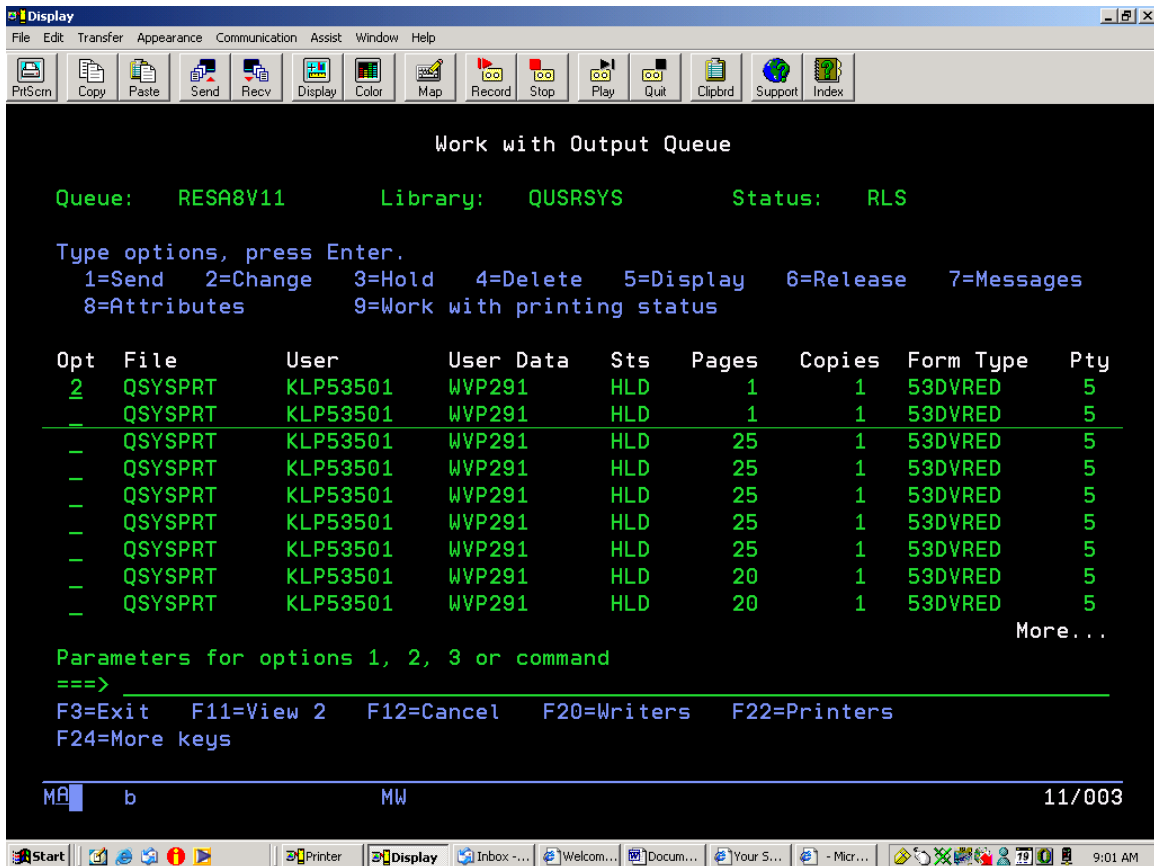 Display
File Edit Transfer Appearance Communication Assist Window Help
PrtScrn Copy Paste Send Recv Display Color Map Record Stop Play Quit Clipbrd Support Index
Work with Output Queue
Queue: RESA8V11 Library: QUSRSYS Status: RLS
Type options, press Enter.
1=Send 2=Change 3=Hold 4=Delete 5=Display 6=Release 7=Messages
8=Attributes 9=Work with printing status
Opt File User User Data Sts Pages Copies Form Type Pty
2 QSYSPRT KLP53501 WVP291 HLD 1 1 53DVRED 5
_ QSYSPRT KLP53501 WVP291 HLD 1 1 53DVRED 5
_ QSYSPRT KLP53501 WVP291 HLD 25 1 53DVRED 5
_ QSYSPRT KLP53501 WVP291 HLD 25 1 53DVRED 5
_ QSYSPRT KLP53501 WVP291 HLD 25 1 53DVRED 5
_ QSYSPRT KLP53501 WVP291 HLD 25 1 53DVRED 5
_ QSYSPRT KLP53501 WVP291 HLD 25 1 53DVRED 5
_ QSYSPRT KLP53501 WVP291 HLD 20 1 53DVRED 5
_ QSYSPRT KLP53501 WVP291 HLD 20 1 53DVRED 5
More...
Parameters for options 1, 2, 3 or command
===>
F3=Exit F11=View 2 F12=Cancel F20=Writers F22=Printers
F24=More keys
MA b MW 11/003
Start Printer Display Inbox -... Welcom... Docum... Your S... - Micr... 19 9:01 AM